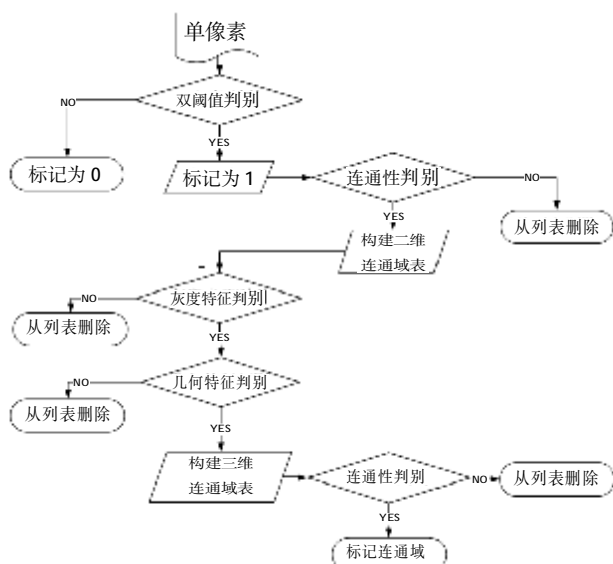 单像素
双阈值判别
NO
YES
标记为 0
标记为 1
连通性判别
NO
YES
从列表删除
构建二维
连通域表
灰度特征判别
NO
从列表删除
YES
几何特征判别
NO
从列表删除
YES
构建三维
连通域表
连通性判别
NO
从列表删除
YES
标记连通域